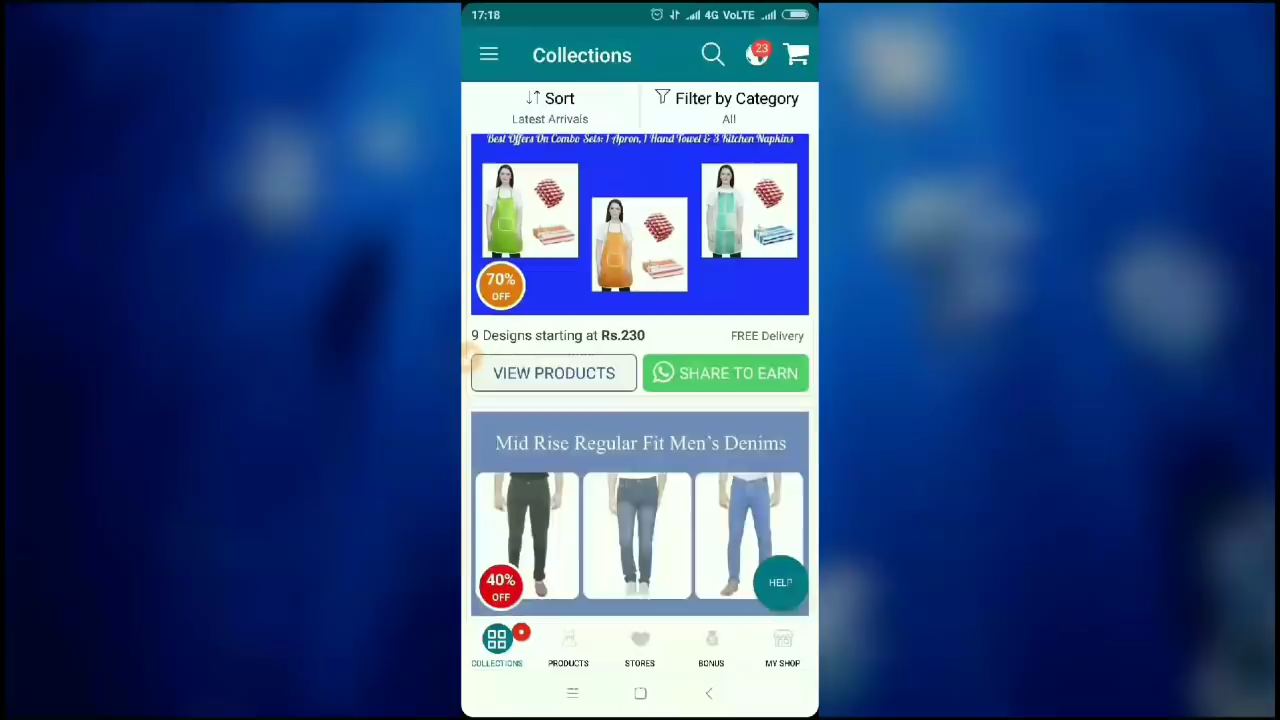 17:18
4G VoLTE
Collections
23
Sort
Filter by Category
Latest Arrivals
All
Best Offers On Combo Sets: 1 Apron, 1 Hand Towel & 3 Kitchen Napkins
70%
OFF
9 Designs starting at Rs.230
FREE Delivery
VIEW PRODUCTS
SHARE TO EARN
Mid Rise Regular Fit Men's Denims
40%
OFF
HELP
COLLECTIONS
PRODUCTS
STORES
BONUS
MY SHOP